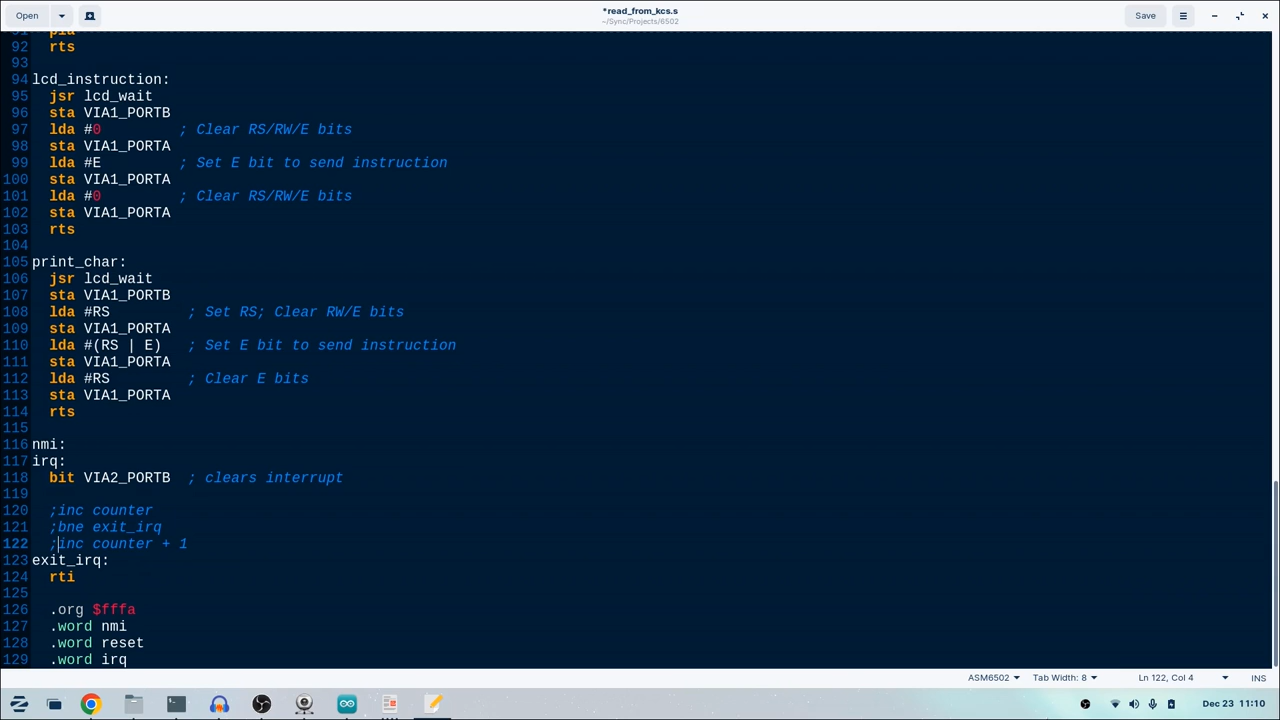 Open
*read_from_kcs.s
~/Sync/Projects/6502
Save
92 rts
93
94 lcd_instruction:
95 jsr lcd_wait
96 sta VIA1_PORTB
97 lda #0 ; Clear RS/RW/E bits
98 sta VIA1_PORTA
99 lda #E ; Set E bit to send instruction
100 sta VIA1_PORTA
101 lda #0 ; Clear RS/RW/E bits
102 sta VIA1_PORTA
103 rts
104
105 print_char:
106 jsr lcd_wait
107 sta VIA1_PORTB
108 lda #RS ; Set RS; Clear RW/E bits
109 sta VIA1_PORTA
110 lda #(RS | E) ; Set E bit to send instruction
111 sta VIA1_PORTA
112 lda #RS ; Clear E bits
113 sta VIA1_PORTA
114 rts
115
116 nmi:
117 irq:
118 bit VIA2_PORTB ; clears interrupt
119
120 ;inc counter
121 ;bne exit_irq
122 ;inc counter + 1
123 exit_irq:
124 rti
125
126 .org $fffa
127 .word nmi
128 .word reset
129 .word irq
ASM6502 Tab Width: 8 Ln 122, Col 4 INS
Dec 23 11:10